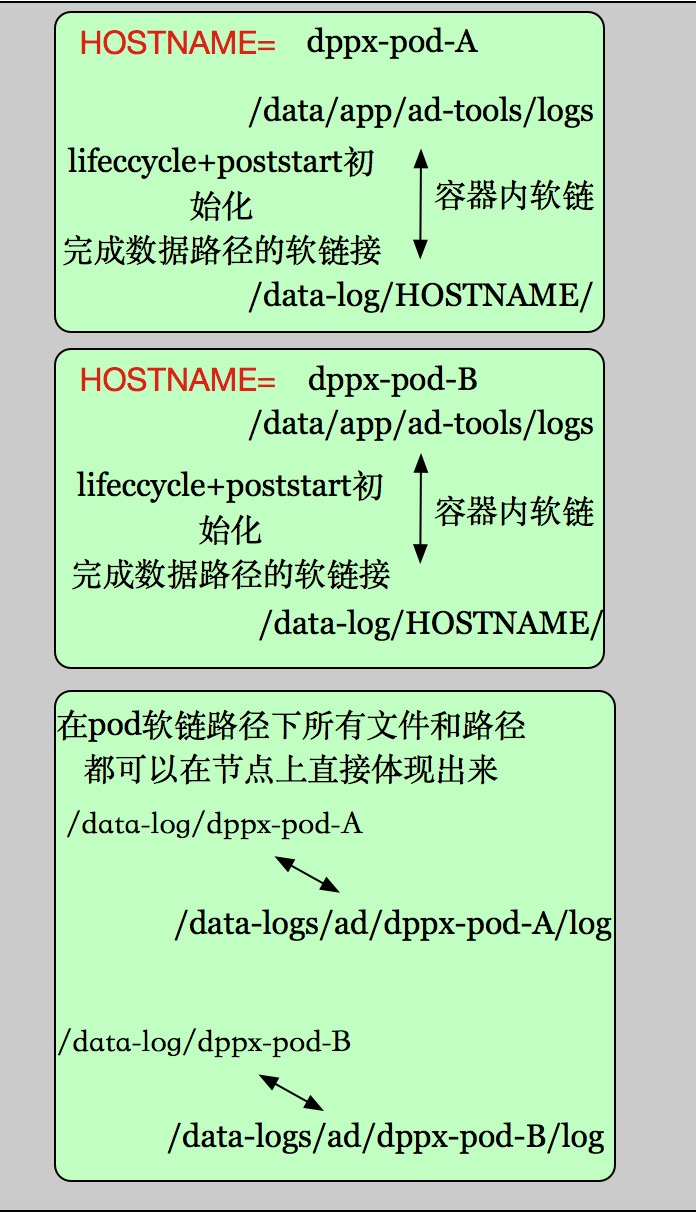 HOSTNAME= dppx-pod-A
/data/app/ad-tools/logs
lifeccycle+poststart初
始化
完成数据路径的软链接
容器内软链
/data-log/HOSTNAME/
HOSTNAME= dppx-pod-B
/data/app/ad-tools/logs
lifeccycle+poststart初
始化
完成数据路径的软链接
容器内软链
/data-log/HOSTNAME/
在pod软链路径下所有文件和路径
都可以在节点上直接体现出来
/data-log/dppx-pod-A
/data-logs/ad/dppx-pod-A/log
/data-log/dppx-pod-B
/data-logs/ad/dppx-pod-B/log